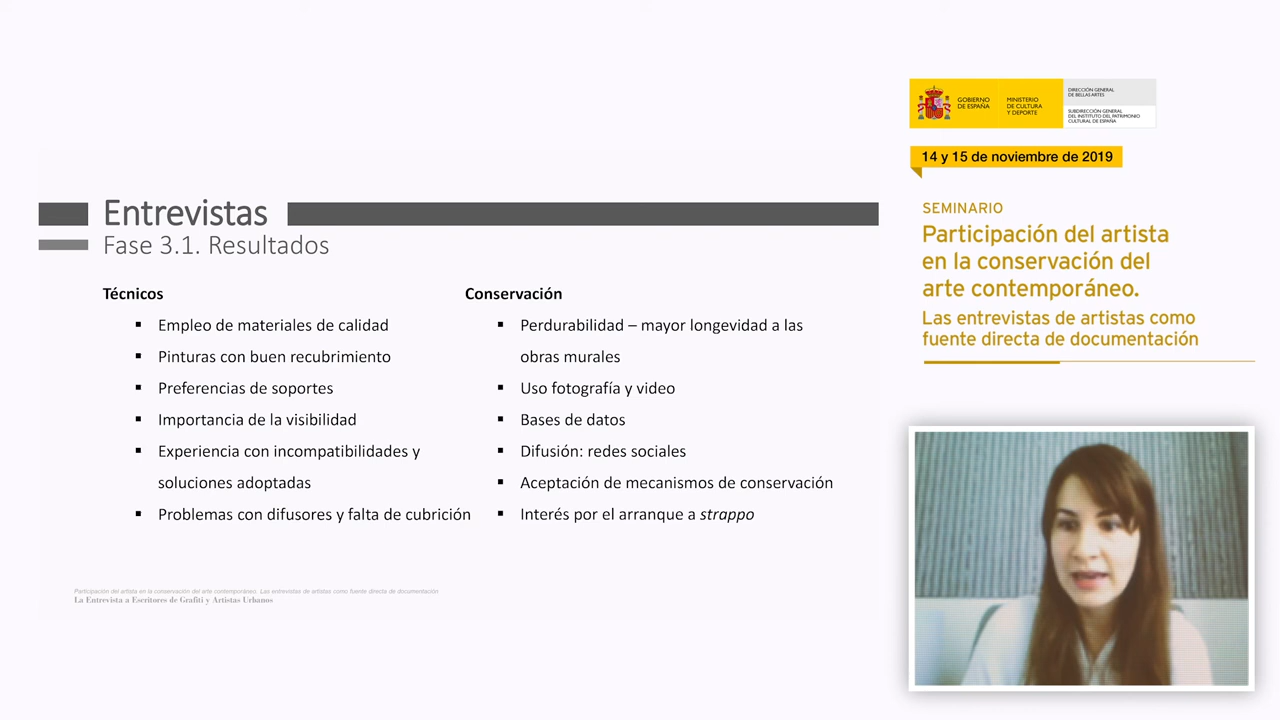 Entrevistas
Fase 3.1. Resultados
Técnicos
▪ Empleo de materiales de calidad
▪ Pinturas con buen recubrimiento
▪ Preferencias de soportes
▪ Importancia de la visibilidad
▪ Experiencia con incompatibilidades y
soluciones adoptadas
▪ Problemas con difusores y falta de cubrición
Conservación
▪ Perdurabilidad – mayor longevidad a las
obras murales
▪ Uso fotografía y video
▪ Bases de datos
▪ Difusión: redes sociales
▪ Aceptación de mecanismos de conservación
▪ Interés por el arranque a strappo
Participación del artista en la conservación del arte contemporáneo. Las entrevistas de artistas como fuente directa de documentación
La Entrevista a Escritores de Grafiti y Artistas Urbanos
GOBIERNO
DE ESPAÑA
MINISTERIO
DE CULTURA
Y DEPORTE
DIRECCIÓN GENERAL
DE BELLAS ARTES
SUBDIRECCIÓN GENERAL
DEL INSTITUTO DEL PATRIMONIO
CULTURAL DE ESPAÑA
14 y 15 de noviembre de 2019
SEMINARIO
Participación del artista
en la conservación del
arte contemporáneo.
Las entrevistas de artistas como
fuente directa de documentación